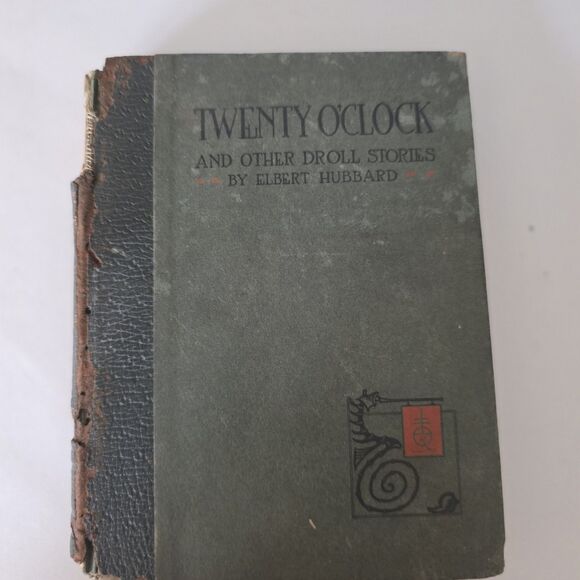 TWENTY O'CLOCK
AND OTHER DROLL STORIES
BY ELBERT HUBBARD